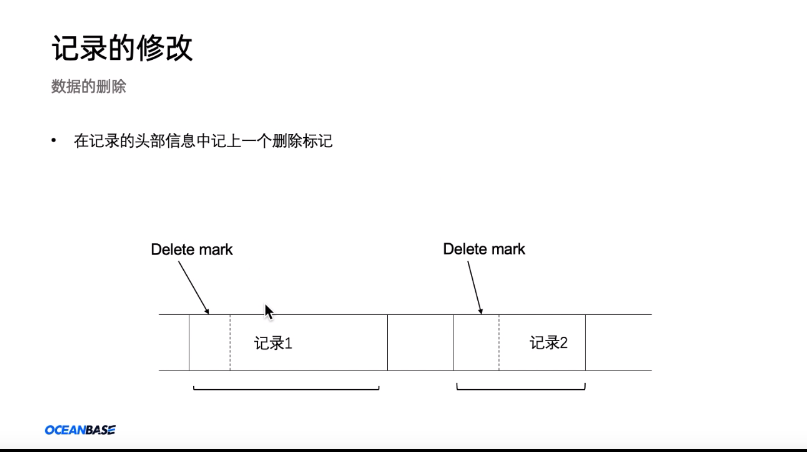 记录的修改
数据的删除
• 在记录的头部信息中记上一个删除标记
Delete mark
Delete mark
记录1
记录2
OCEANBASE